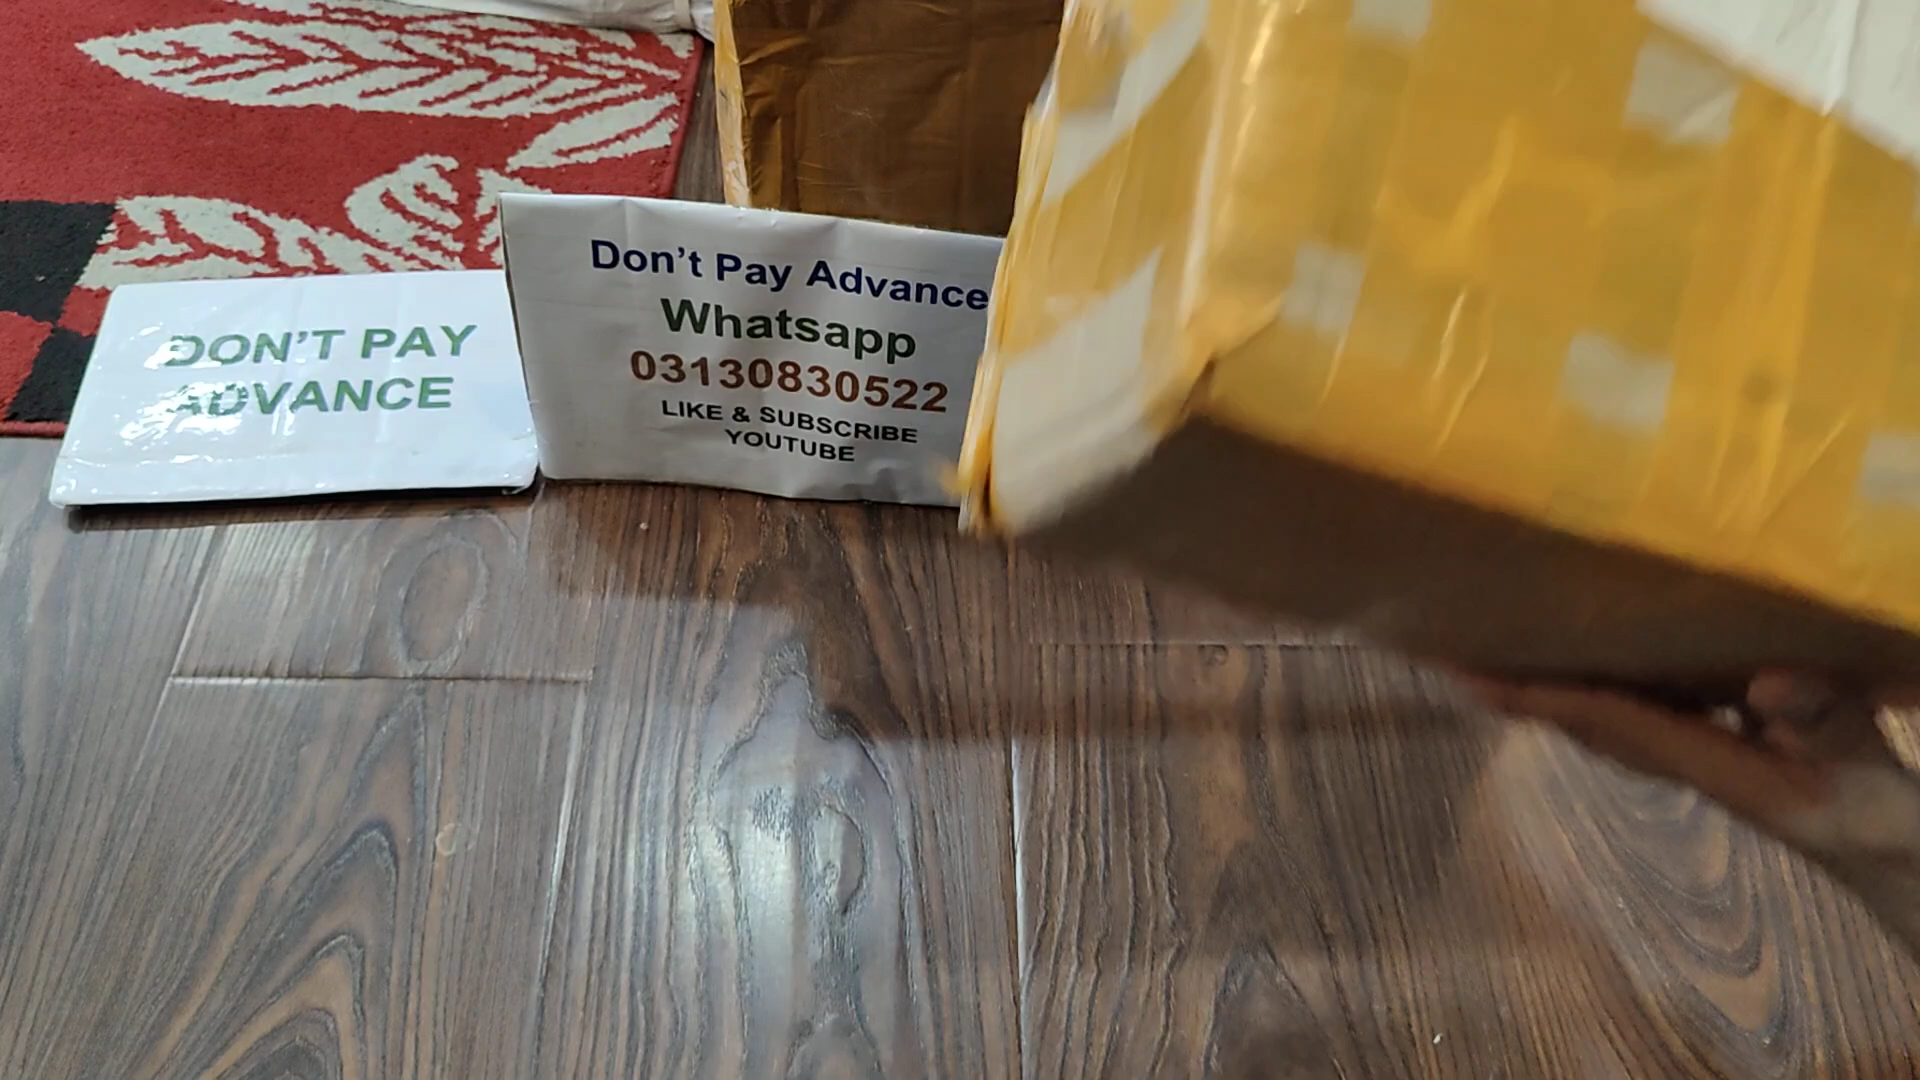 DON'T PAY
ADVANCE
Don't Pay Advance
Whatsapp
03130830522
LIKE & SUBSCRIBE
YOUTUBE